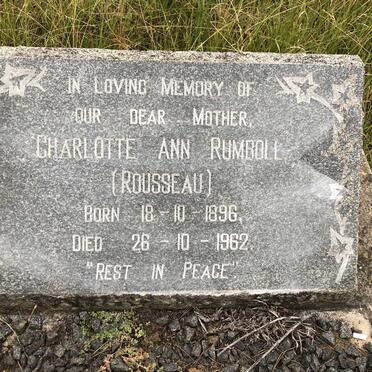 IN LOVING MEMORY OF
OUR DEAR MOTHER,
CHARLOTTE ANN RUMBOLL
(ROUSSEAU)
BORN 18-10-1896,
DIED 26-10-1962.
"REST IN PEACE".